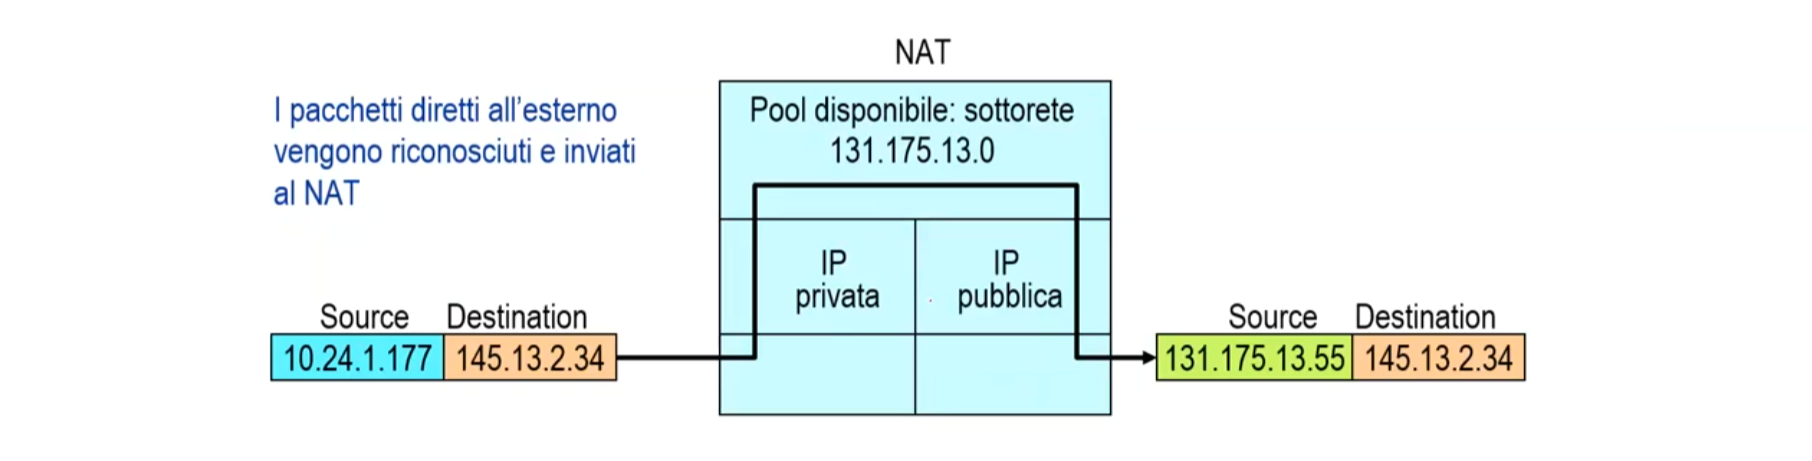 NAT
I pacchetti diretti all'esterno
vengono riconosciuti e inviati
al NAT
Pool disponibile: sottorete
131.175.13.0
IP
privata
IP
pubblica
Source Destination
10.24.1.177 145.13.2.34
Source Destination
131.175.13.55 145.13.2.34